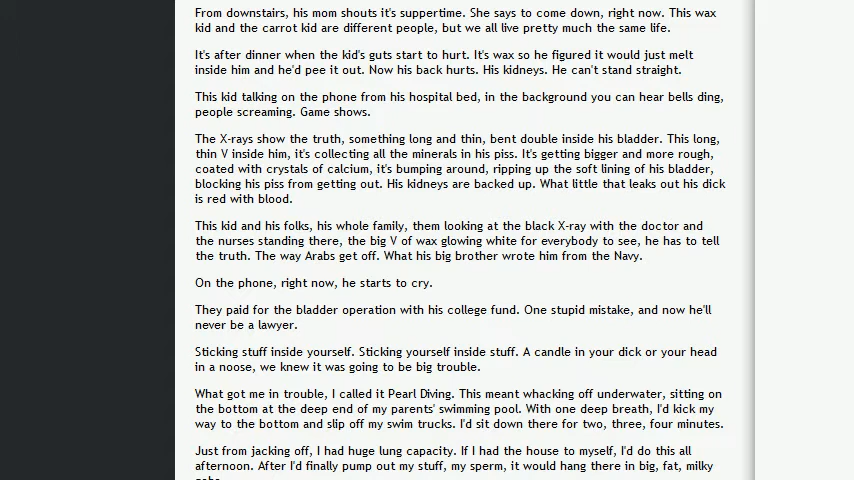 From downstairs, his mom shouts it's suppertime. She says to come down, right now. This wax
kid and the carrot kid are different people, but we all live pretty much the same life.
It's after dinner when the kid's guts start to hurt. It's wax so he figured it would just melt
inside him and he'd pee it out. Now his back hurts. His kidneys. He can't stand straight.
This kid talking on the phone from his hospital bed, in the background you can hear bells ding,
people screaming. Game shows.
The X-rays show the truth, something long and thin, bent double inside his bladder. This long,
thin V inside him, it's collecting all the minerals in his piss. It's getting bigger and more rough,
coated with crystals of calcium, it's bumping around, ripping up the soft lining of his bladder,
blocking his piss from getting out. His kidneys are backed up. What little that leaks out his dick
is red with blood.
This kid and his folks, his whole family, them looking at the black X-ray with the doctor and
the nurses standing there, the big V of wax glowing white for everybody to see, he has to tell
the truth. The way Arabs get off. What his big brother wrote him from the Navy.
On the phone, right now, he starts to cry.
They paid for the bladder operation with his college fund. One stupid mistake, and now he'll
never be a lawyer.
Sticking stuff inside yourself. Sticking yourself inside stuff. A candle in your dick or your head
in a noose, we knew it was going to be big trouble.
What got me in trouble, I called it Pearl Diving. This meant whacking off underwater, sitting on
the bottom at the deep end of my parents' swimming pool. With one deep breath, I'd kick my
way to the bottom and slip off my swim trucks. I'd sit down there for two, three, four minutes.
Just from jacking off, I had huge lung capacity. If I had the house to myself, I'd do this all
afternoon. After I'd finally pump out my stuff, my sperm, it would hang there in big, fat, milky